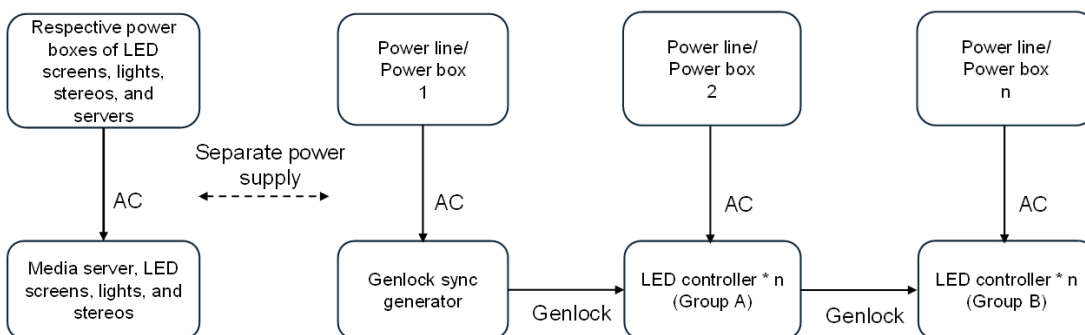 Respective power
boxes of LED
screens, lights,
stereos, and
servers
Power line/
Power box
1
Power line/
Power box
2
Power line/
Power box
n
Separate power
supply
AC
AC
AC
AC
Media server, LED
screens, lights, and
stereos
Genlock sync
generator
Genlock
LED controller * n
(Group A)
Genlock
LED controller * n
(Group B)